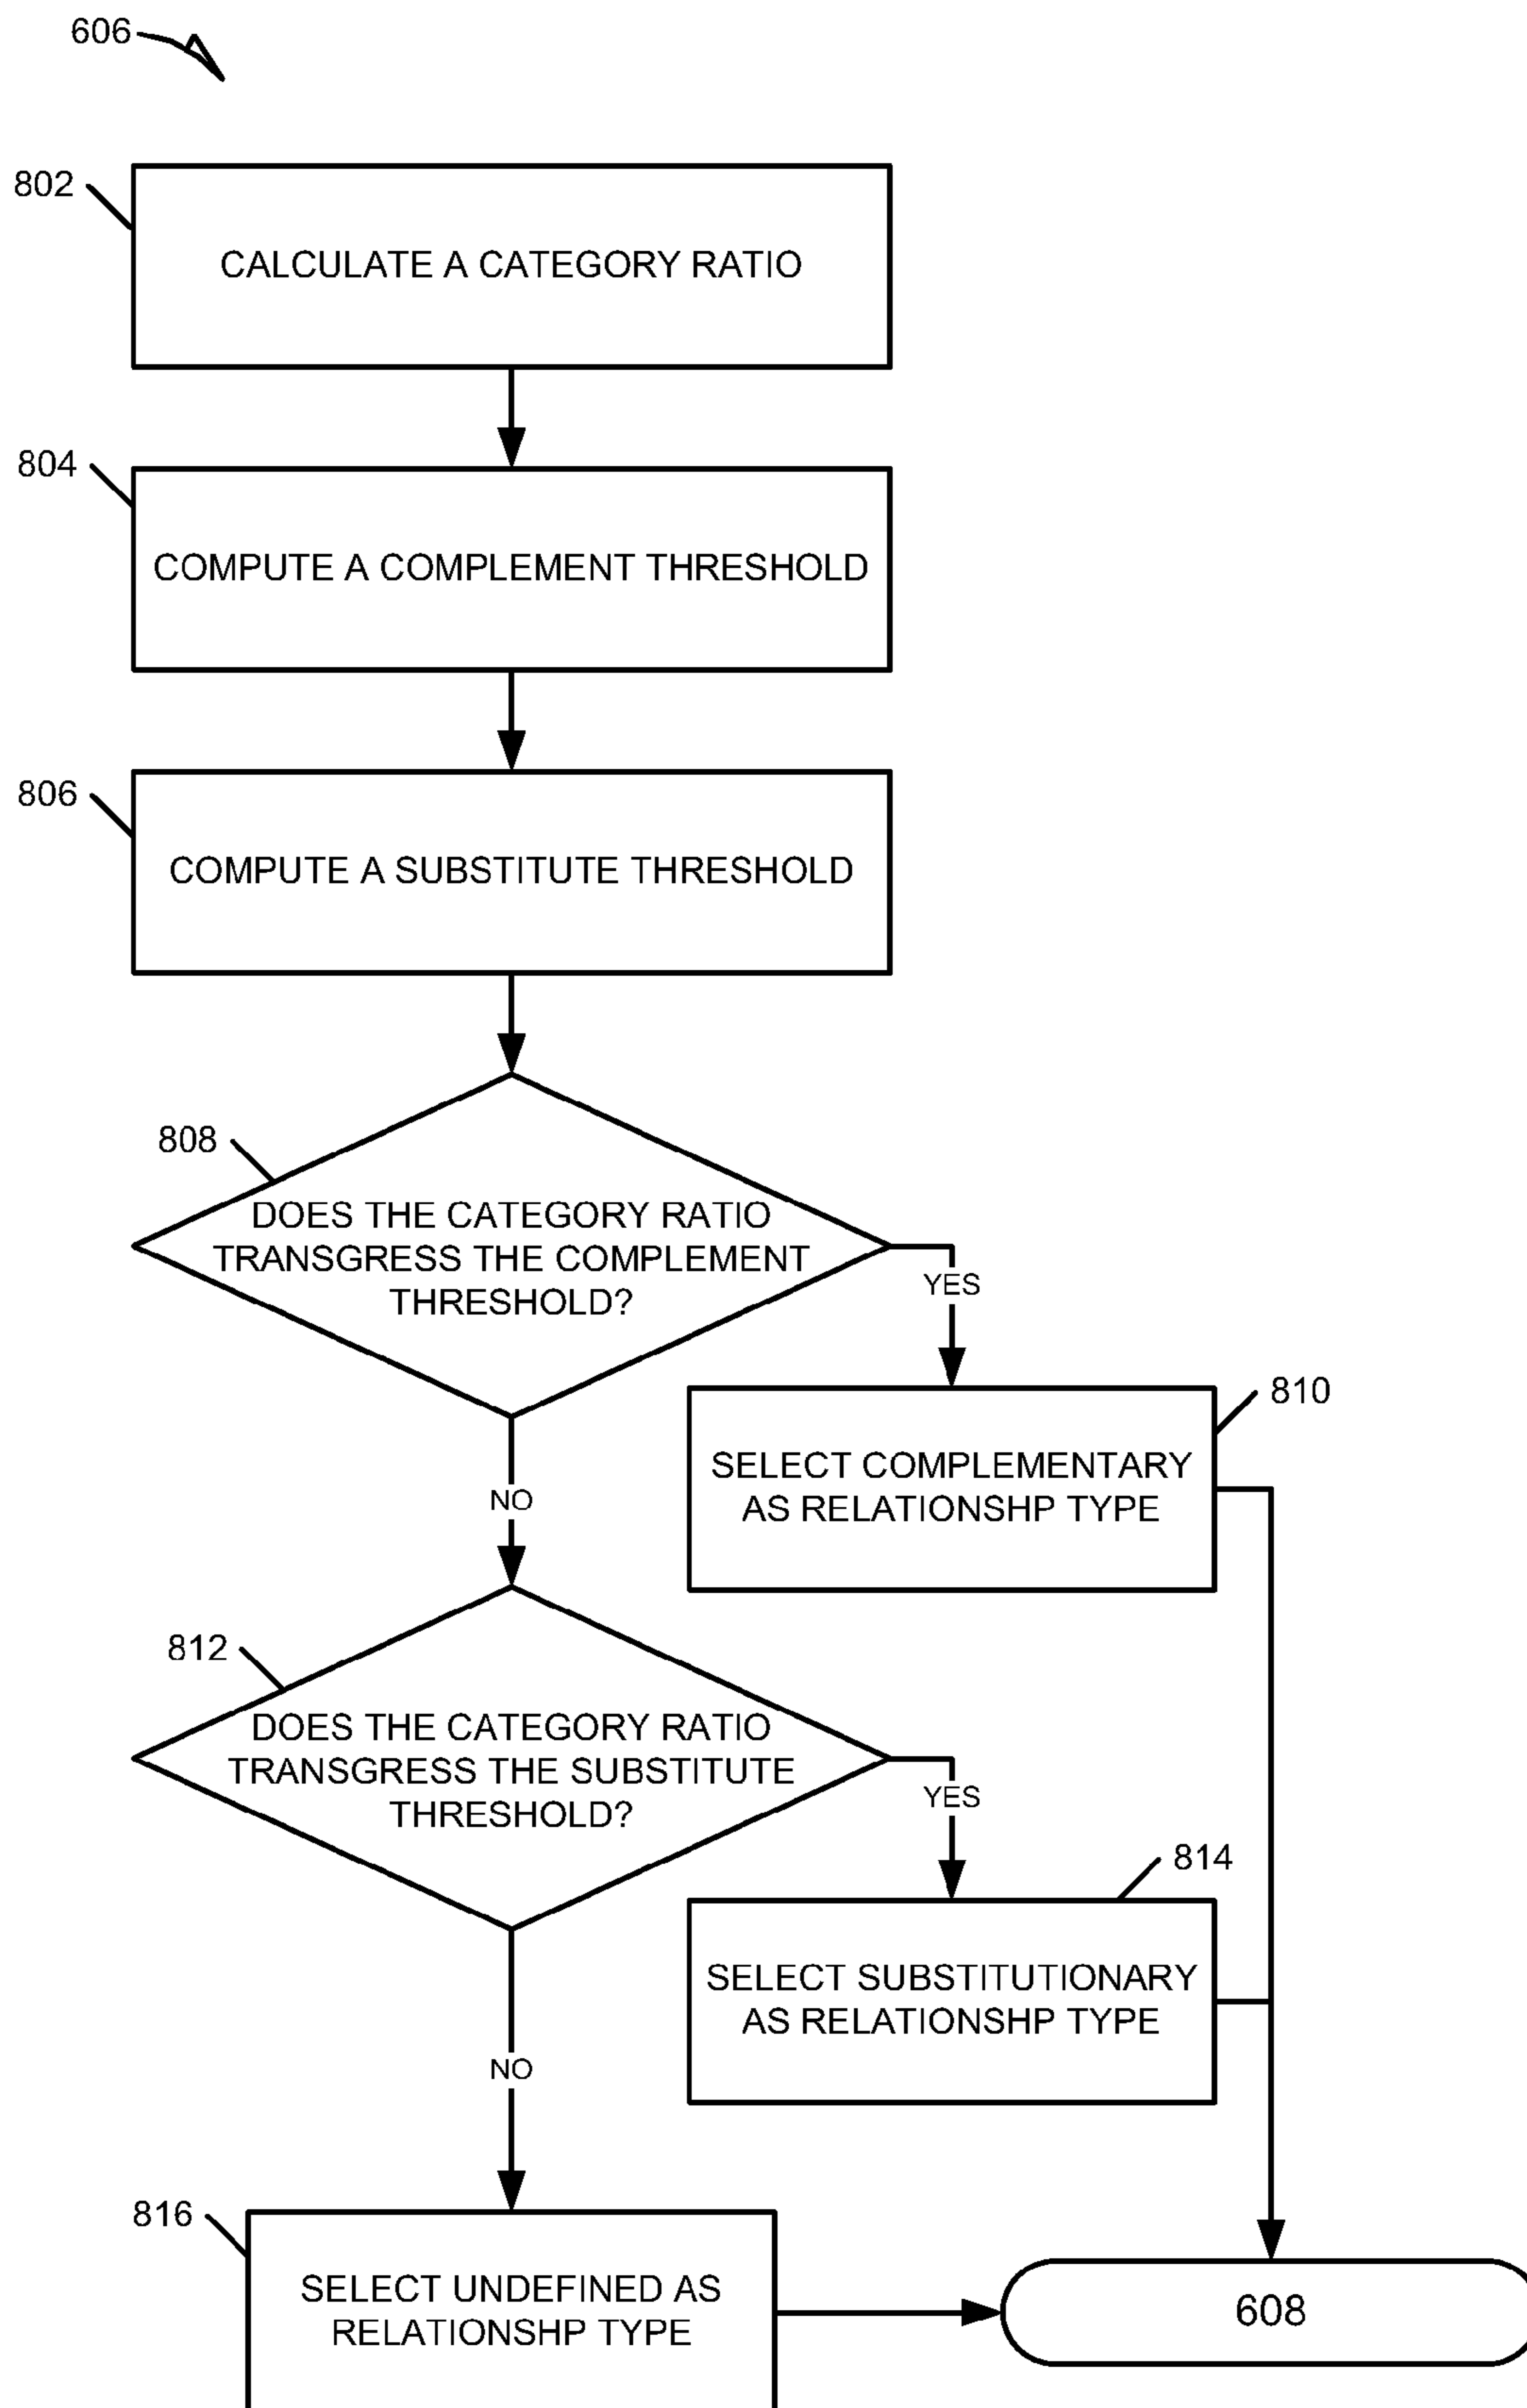 606
802
CALCULATE A CATEGORY RATIO
804
COMPUTE A COMPLEMENT THRESHOLD
806
COMPUTE A SUBSTITUTE THRESHOLD
808
DOES THE CATEGORY RATIO
TRANSGRESS THE COMPLEMENT
THRESHOLD?
YES
810
SELECT COMPLEMENTARY
AS RELATIONSHP TYPE
NO
812
DOES THE CATEGORY RATIO
TRANSGRESS THE SUBSTITUTE
THRESHOLD?
YES
814
SELECT SUBSTITUTIONARY
AS RELATIONSHP TYPE
NO
816
SELECT UNDEFINED AS
RELATIONSHP TYPE
608